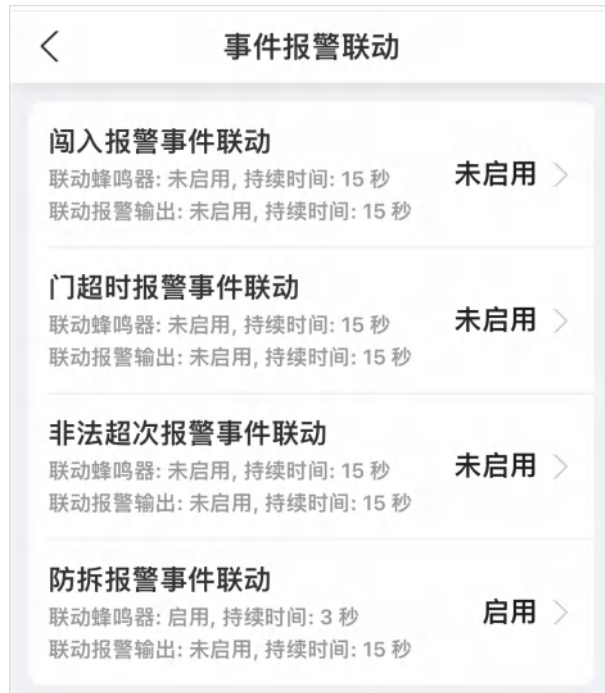 事件报警联动
闯入报警事件联动
联动蜂鸣器: 未启用, 持续时间: 15 秒
未启用
联动报警输出: 未启用, 持续时间: 15 秒
门超时报警事件联动
联动蜂鸣器: 未启用, 持续时间: 15 秒
未启用
联动报警输出: 未启用, 持续时间: 15 秒
非法超次报警事件联动
联动蜂鸣器: 未启用, 持续时间: 15 秒
未启用
联动报警输出: 未启用, 持续时间: 15 秒
防拆报警事件联动
联动蜂鸣器: 启用, 持续时间: 3 秒
启用
联动报警输出: 未启用, 持续时间: 15 秒